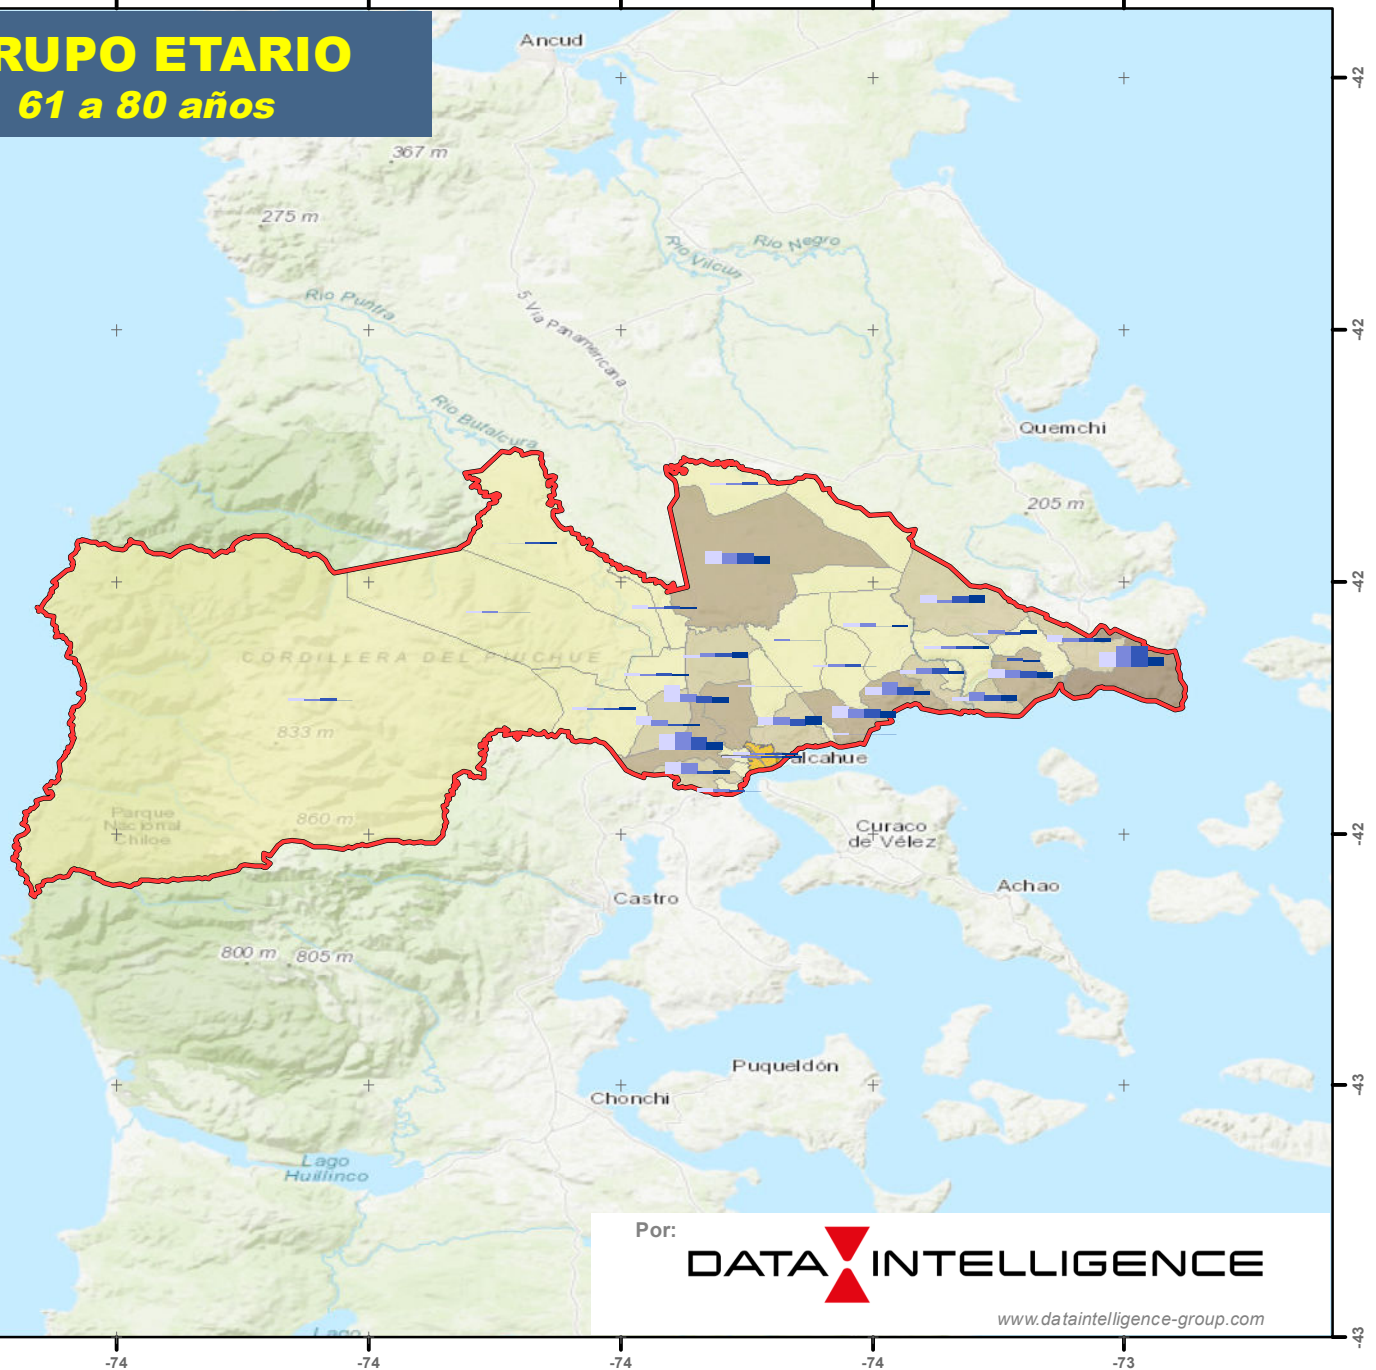 RUPO ETARIO
61 a 80 años
Ancud
367 m
275 m
Río Negro
Río Vilcun
Río Puntra
5 Vía Panamericana
Río Butalcura
Quemchi
205 m
CORDILLERA DEL PIUCHUE
833 m
alcahue
Parque
Nacional
Chiloe
860 m
Curaco
de Vélez
Achao
Castro
800 m
805 m
Puqueldón
Chonchi
Lago
Huillinco
Lago
Por:
DATA INTELLIGENCE
www.dataintelligence-group.com
-42
-42
-42
-42
-43
-43
-74
-74
-74
-74
-73